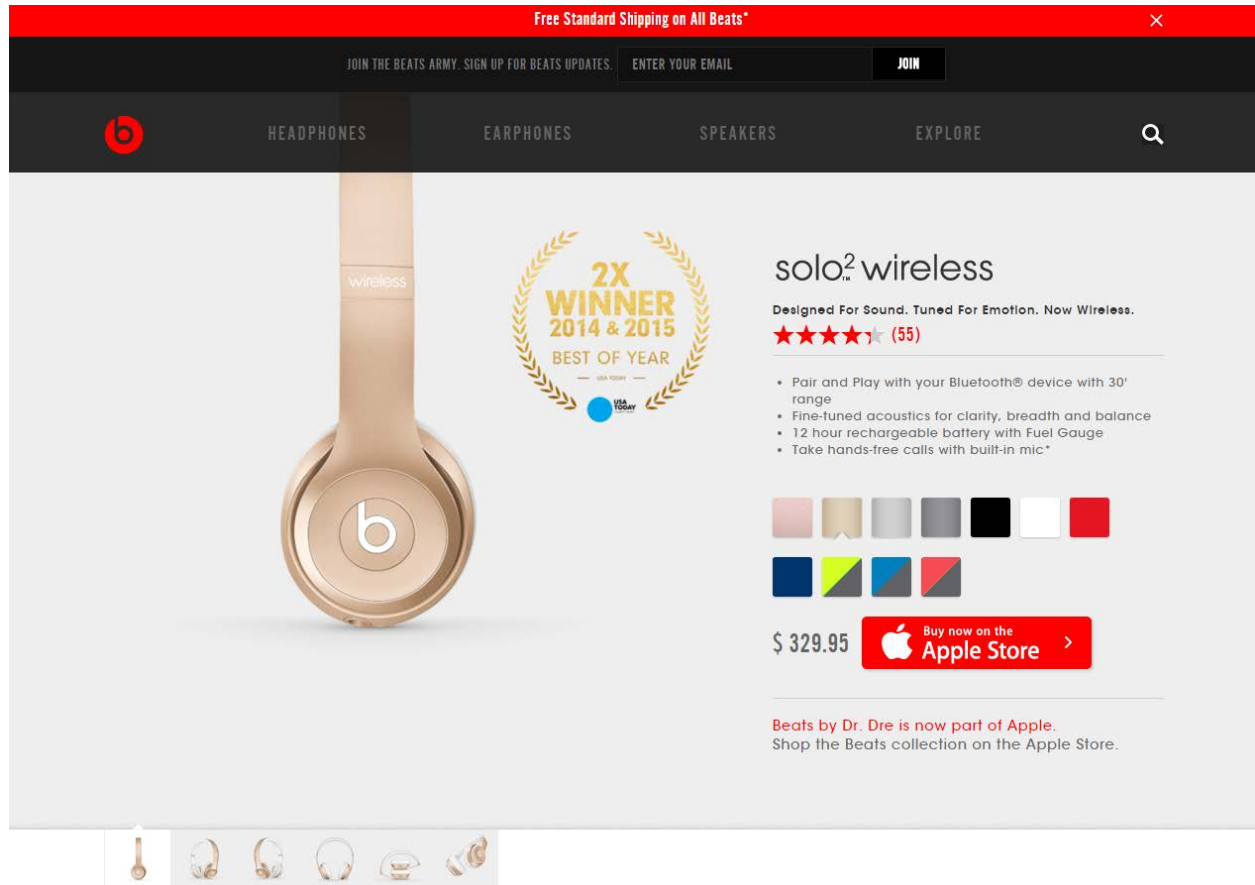 Free Standard Shipping on All Beats*
JOIN THE BEATS ARMY. SIGN UP FOR BEATS UPDATES. ENTER YOUR EMAIL JOIN
b HEADPHONES EARPHONES SPEAKERS EXPLORE
wireless
b
2X
WINNER
2014 & 2015
BEST OF YEAR
— USA TODAY —
USA
TODAY
solo2™ wireless
Designed For Sound. Tuned For Emotion. Now Wireless.
(55)
• Pair and Play with your Bluetooth® device with 30'
range
• Fine-tuned acoustics for clarity, breadth and balance
• 12 hour rechargeable battery with Fuel Gauge
• Take hands-free calls with built-in mic*
$ 329.95
Buy now on the
Apple Store
Beats by Dr. Dre is now part of Apple.
Shop the Beats collection on the Apple Store.